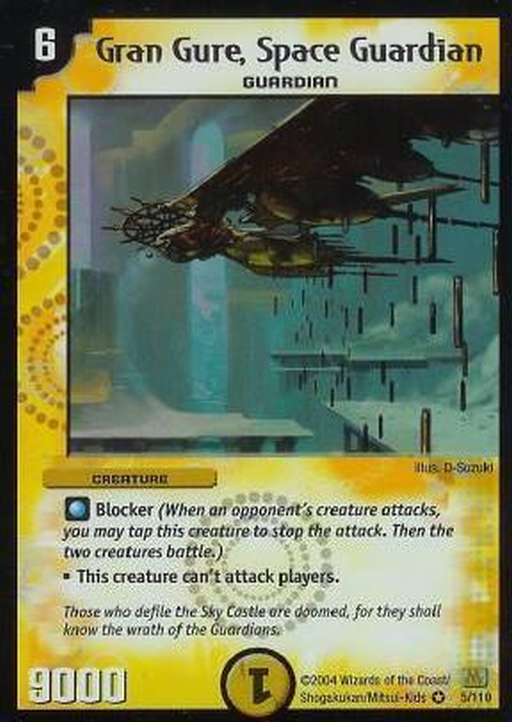 6
Gran Gure, Space Guardian
GUARDIAN
illus. D-Suzuki
CREATURE
Blocker (When an opponent's creature attacks,
you may tap this creature to stop the attack. Then the
two creatures battle.)
▪ This creature can't attack players.
Those who defile the Sky Castle are doomed, for they shall
know the wrath of the Guardians.
9000
1
©2004 Wizards of the Coast/
Shogakukan/Mitsui-Kids ✪ 5/110